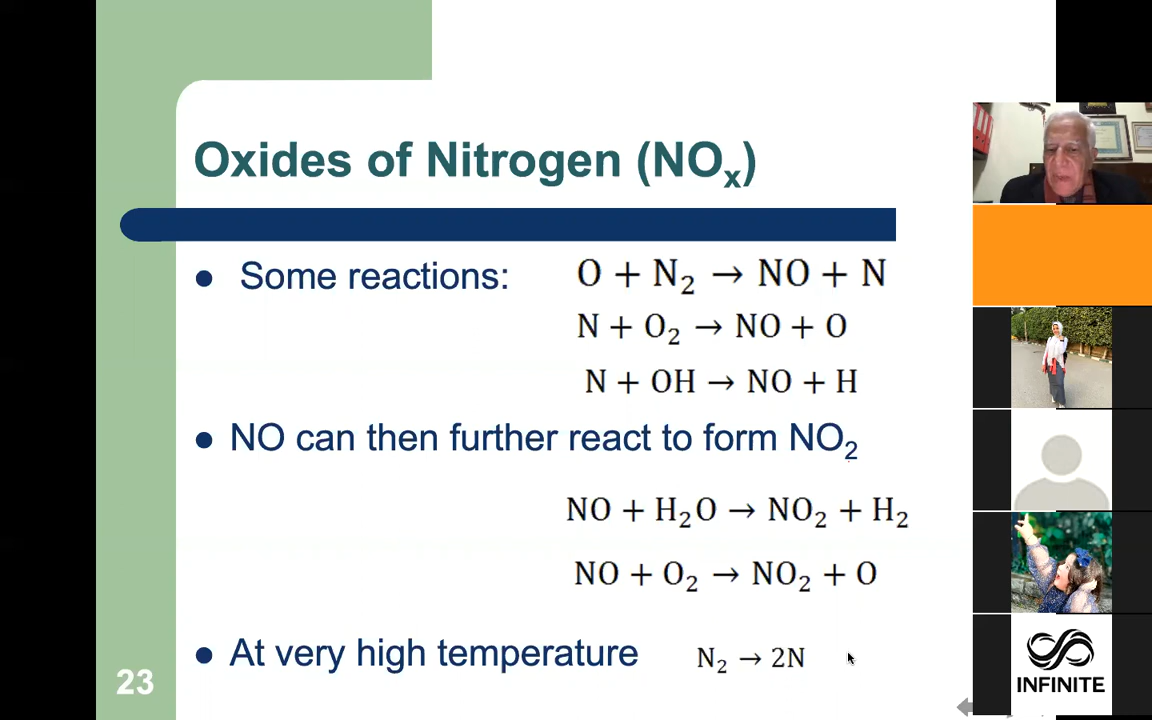 Oxides of Nitrogen (NOₓ)
● Some reactions: O + N₂ → NO + N
N + O₂ → NO + O
N + OH → NO + H
● NO can then further react to form NO₂
NO + H₂O → NO₂ + H₂
NO + O₂ → NO₂ + O
● At very high temperature N₂ → 2N
23
INFINITE